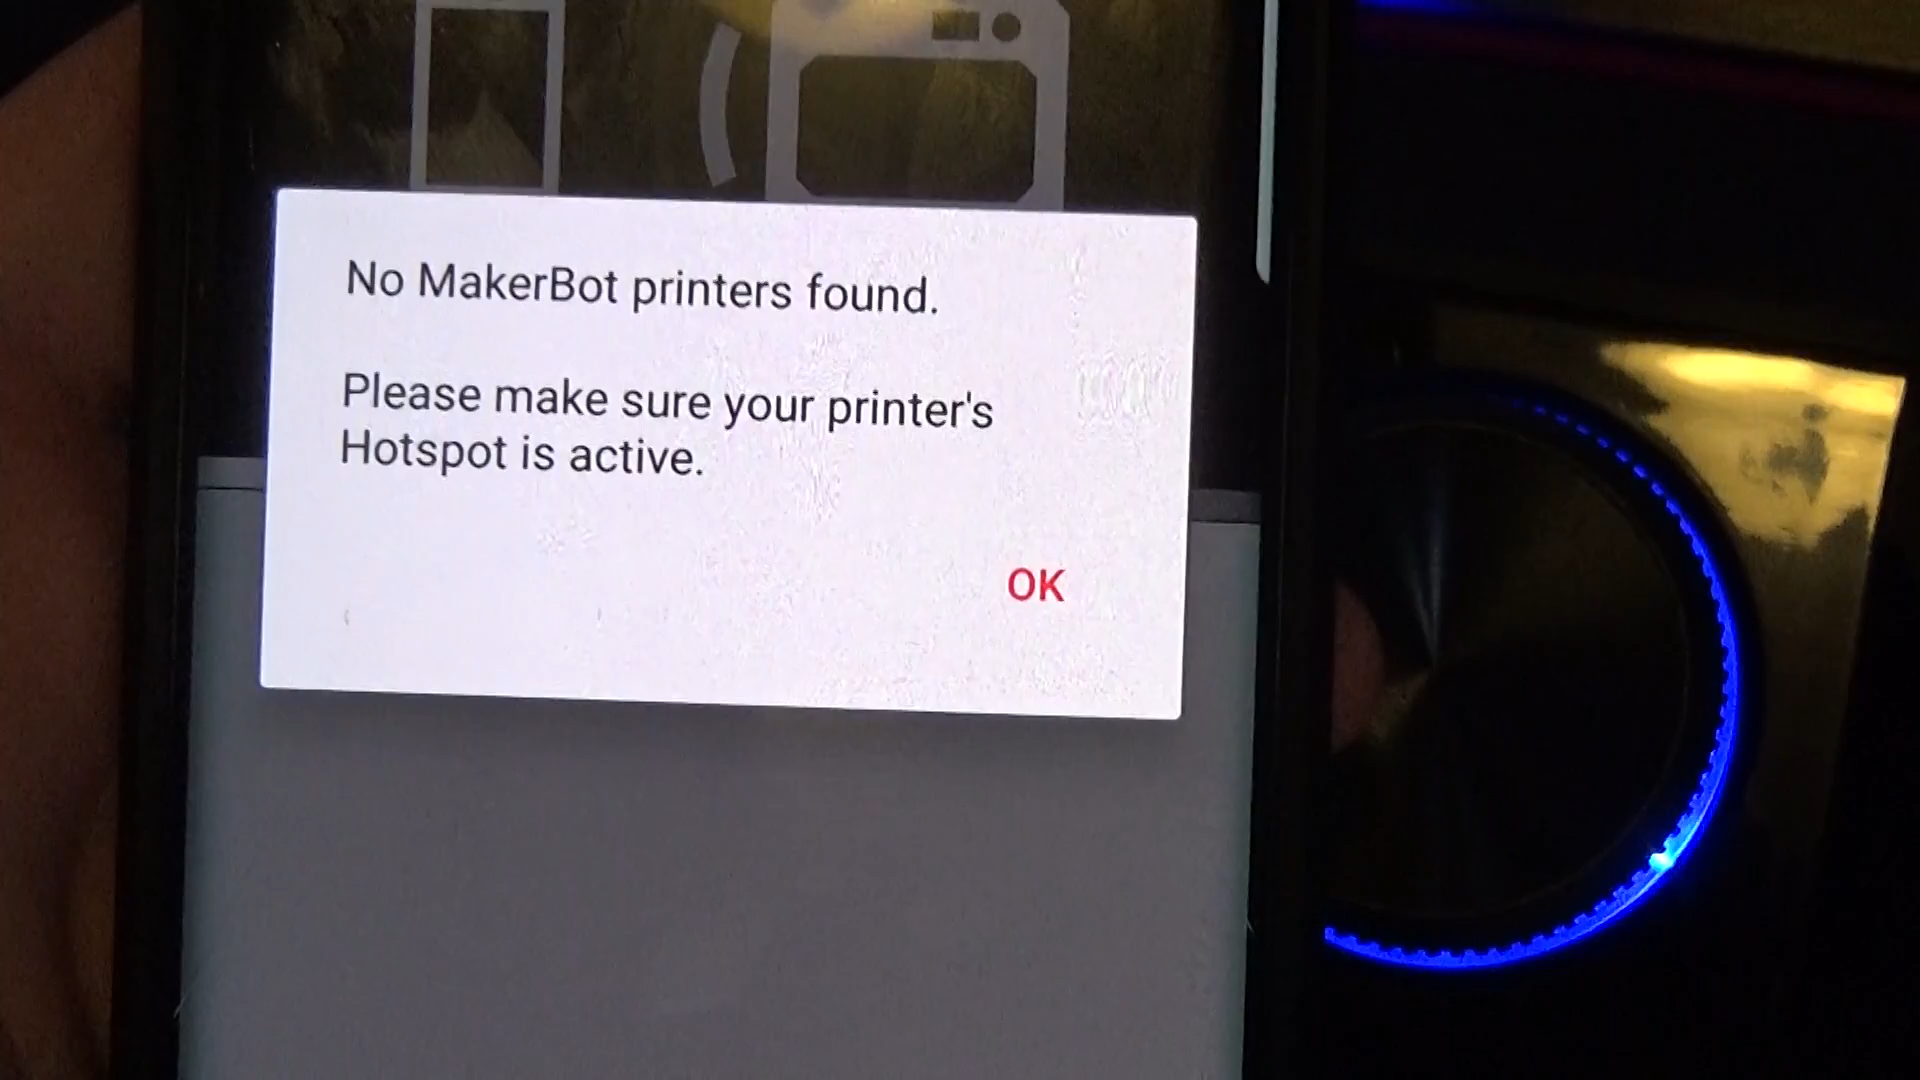 No MakerBot printers found.
Please make sure your printer's
Hotspot is active.
OK